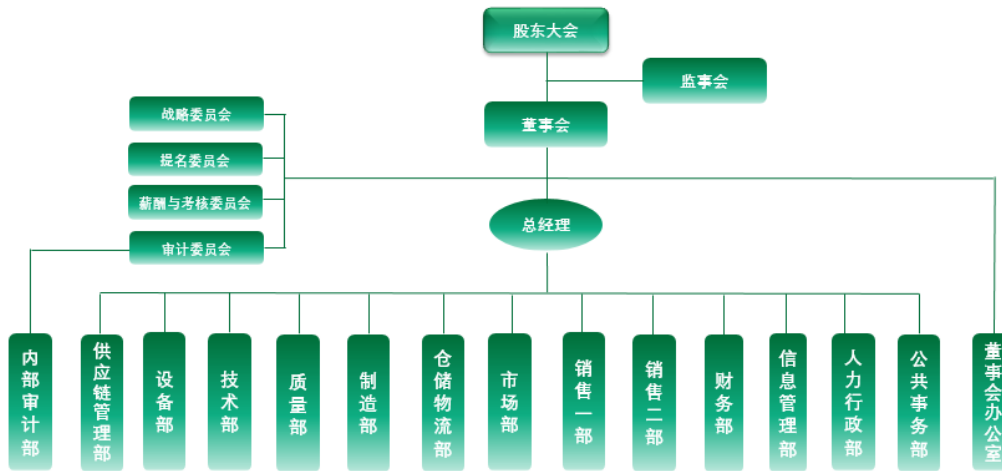 股东大会
监事会
董事会
战略委员会
提名委员会
薪酬与考核委员会
审计委员会
总经理
内部审计部
供应链管理部
设备部
技术部
质量部
制造部
仓储物流部
市场部
销售一部
销售二部
财务部
信息管理部
人力行政部
公共事务部
董事会办公室